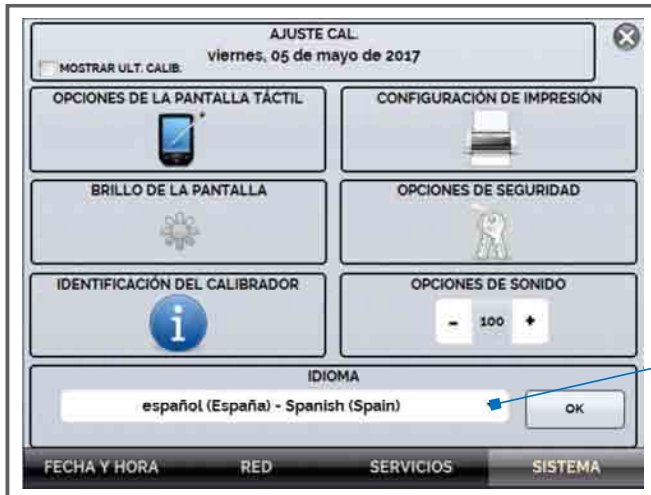 AJUSTE CAL.
viernes, 05 de mayo de 2017
MOSTRAR ULT. CALIB.
OPCIONES DE LA PANTALLA TÁCTIL
CONFIGURACIÓN DE IMPRESIÓN
BRILLO DE LA PANTALLA
OPCIONES DE SEGURIDAD
IDENTIFICACIÓN DEL CALIBRADOR
OPCIONES DE SONIDO
i
- 100 +
IDIOMA
español (España) - Spanish (Spain)
OK
FECHA Y HORA RED SERVICIOS SISTEMA